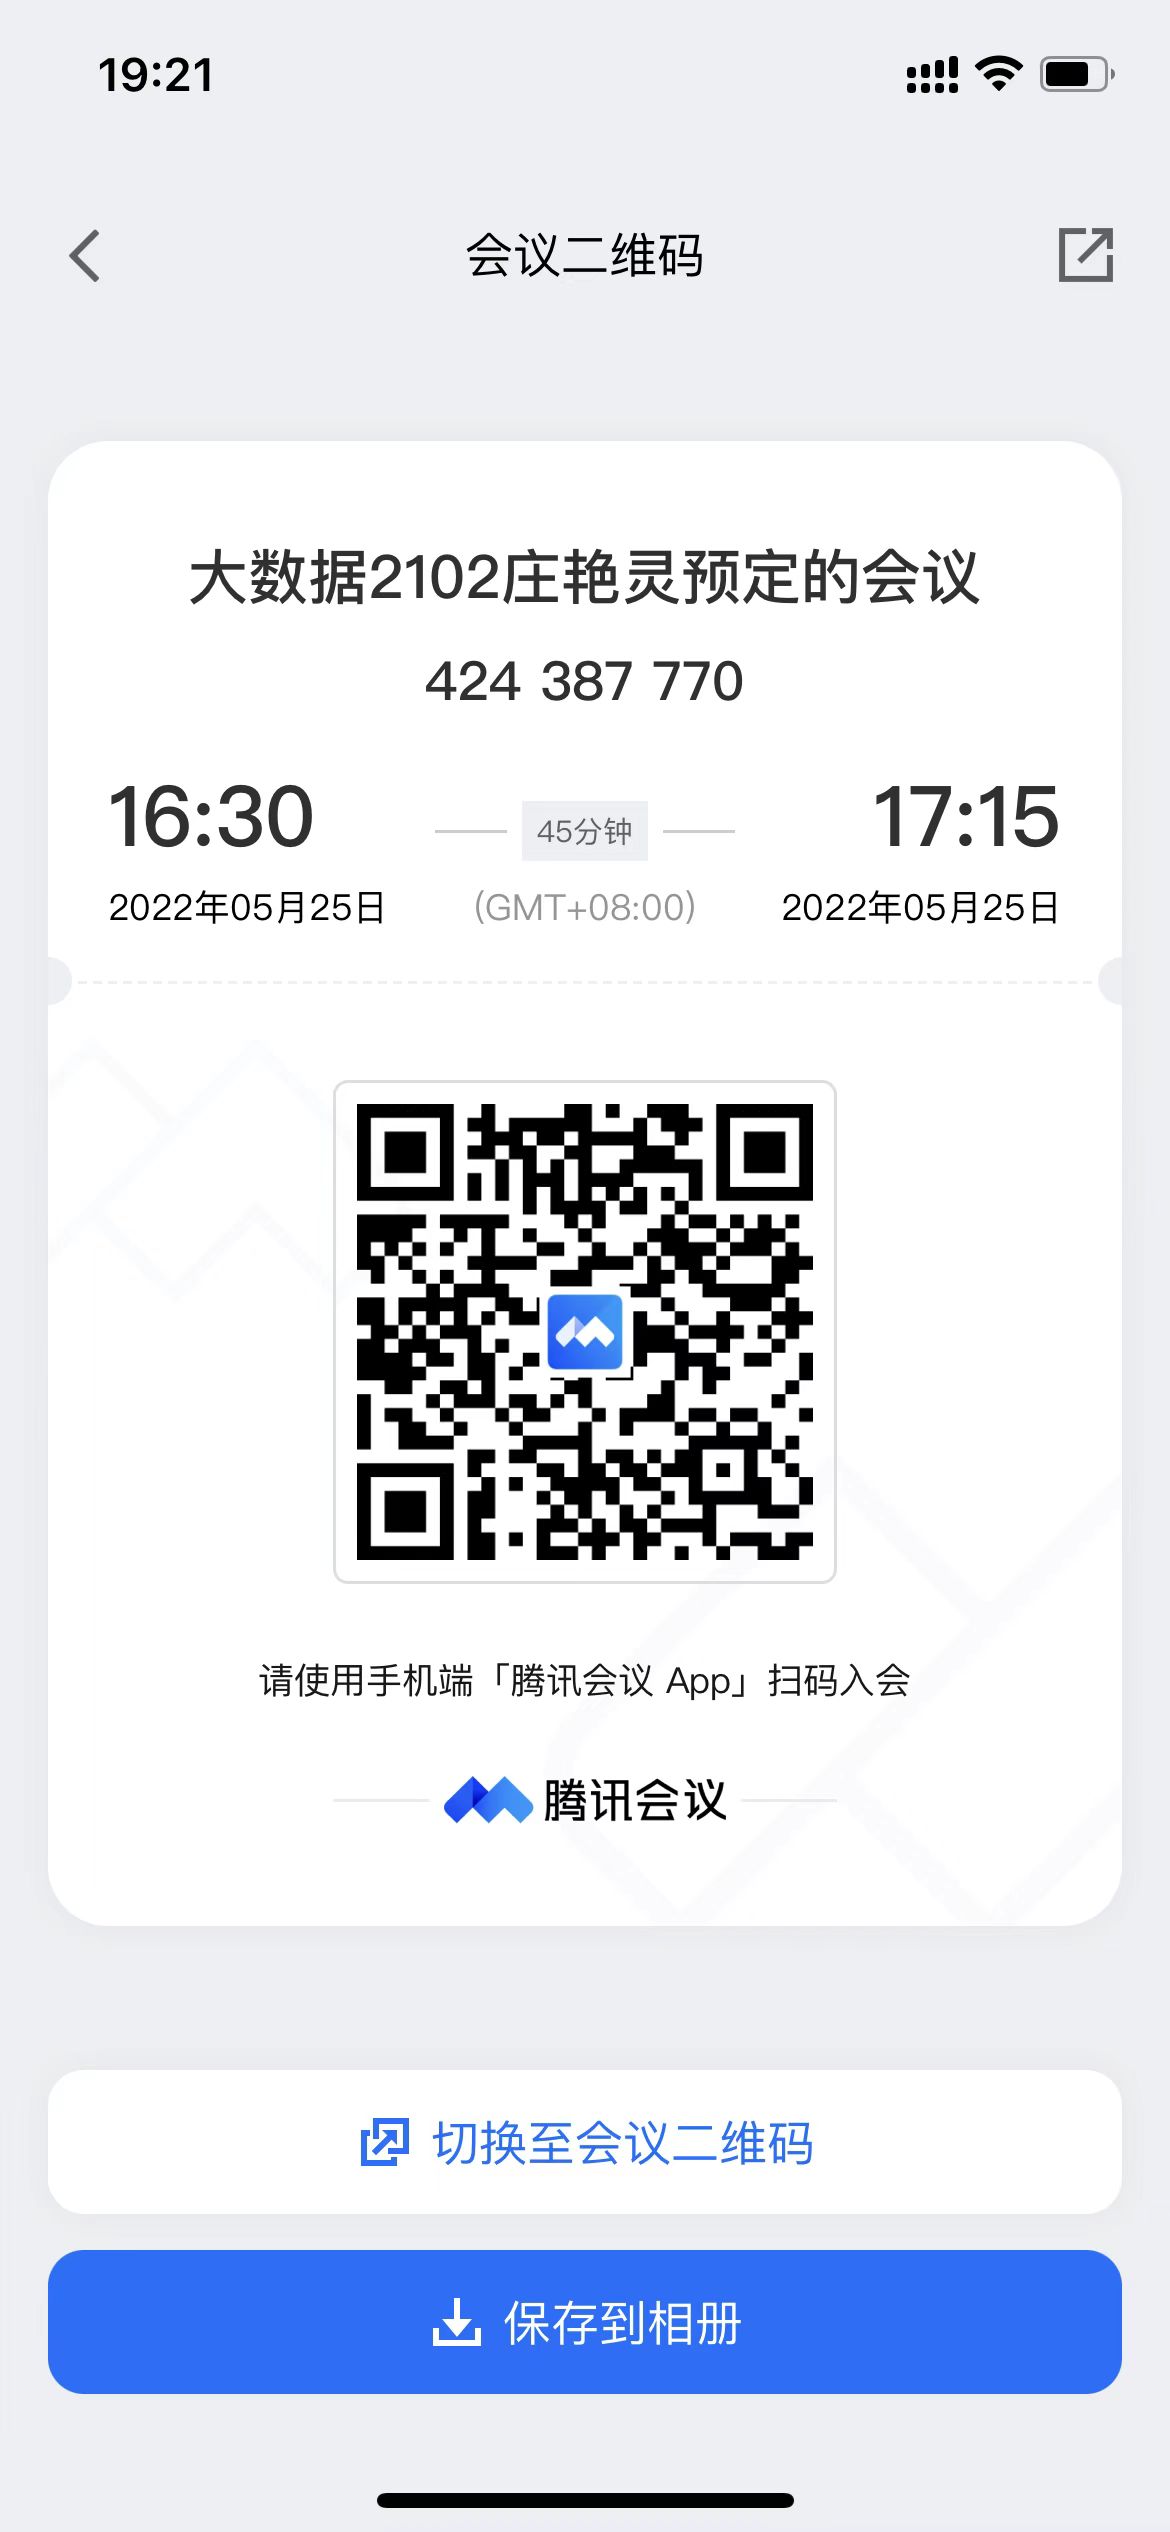 19:21
会议二维码
大数据2102庄艳灵预定的会议
424 387 770
16:30
45分钟
17:15
2022年05月25日
(GMT+08:00)
2022年05月25日
请使用手机端「腾讯会议 App」扫码入会
腾讯会议
切换至会议二维码
保存到相册